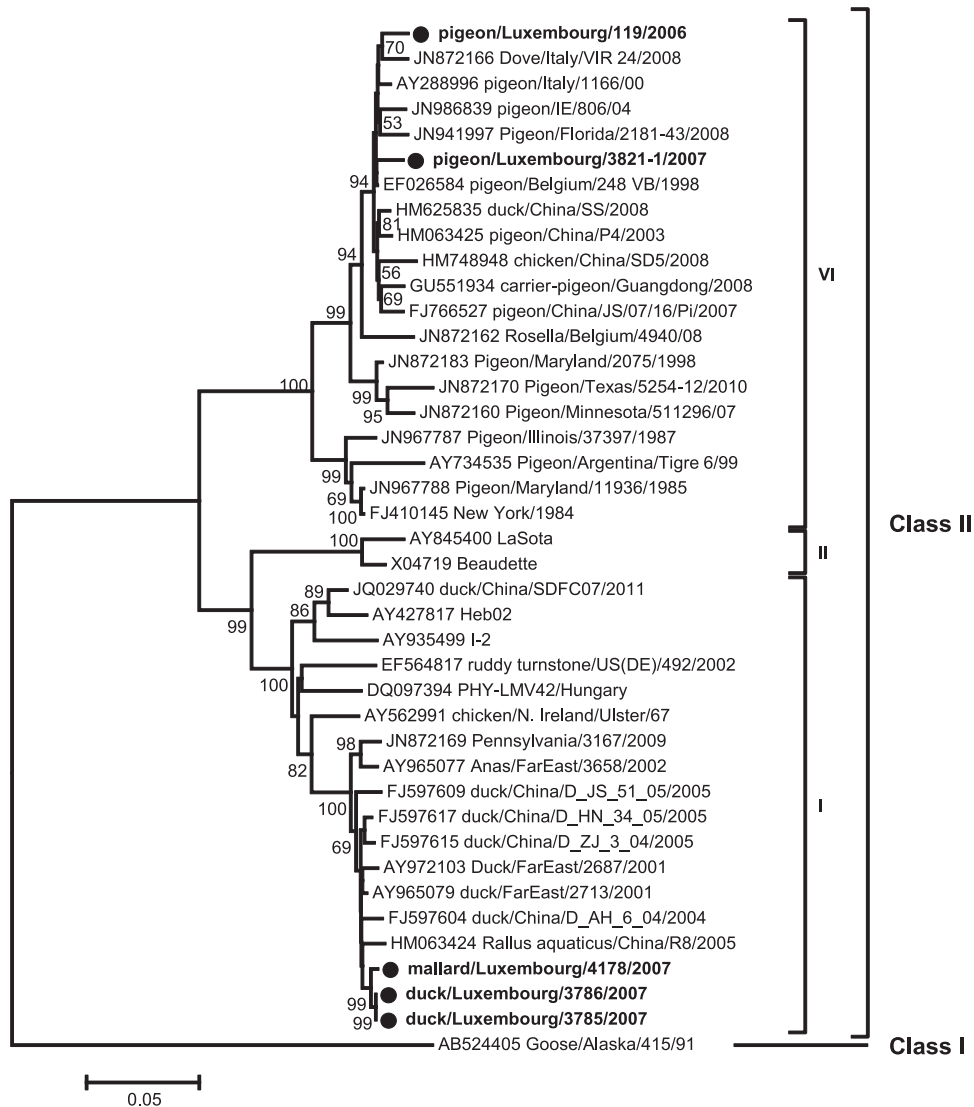 pigeon/Luxembourg/119/2006
70
JN872166 Dove/Italy/VIR 24/2008
AY288996 pigeon/Italy/1166/00
JN986839 pigeon/IE/806/04
53
JN941997 Pigeon/Florida/2181-43/2008
pigeon/Luxembourg/3821-1/2007
94
EF026584 pigeon/Belgium/248 VB/1998
HM625835 duck/China/SS/2008
81
HM063425 pigeon/China/P4/2003
94
HM748948 chicken/China/SD5/2008
56
VI
GU551934 carrier-pigeon/Guangdong/2008
69
FJ766527 pigeon/China/JS/07/16/Pi/2007
99
JN872162 Rosella/Belgium/4940/08
JN872183 Pigeon/Maryland/2075/1998
100
JN872170 Pigeon/Texas/5254-12/2010
99
95
JN872160 Pigeon/Minnesota/511296/07
JN967787 Pigeon/Illinois/37397/1987
AY734535 Pigeon/Argentina/Tigre 6/99
99
JN967788 Pigeon/Maryland/11936/1985
69
100
FJ410145 New York/1984
Class II
100
AY845400 LaSota
II
X04719 Beaudette
89
JQ029740 duck/China/SDFC07/2011
86
AY427817 Heb02
99
AY935499 I-2
EF564817 ruddy turnstone/US(DE)/492/2002
100
DQ097394 PHY-LMV42/Hungary
AY562991 chicken/N. Ireland/Ulster/67
98
JN872169 Pennsylvania/3167/2009
82
AY965077 Anas/FarEast/3658/2002
FJ597609 duck/China/D_JS_51_05/2005
I
100
FJ597617 duck/China/D_HN_34_05/2005
FJ597615 duck/China/D_ZJ_3_04/2005
69
AY972103 Duck/FarEast/2687/2001
AY965079 duck/FarEast/2713/2001
FJ597604 duck/China/D_AH_6_04/2004
HM063424 Rallus aquaticus/China/R8/2005
mallard/Luxembourg/4178/2007
duck/Luxembourg/3786/2007
99
99
duck/Luxembourg/3785/2007
AB524405 Goose/Alaska/415/91
Class I
0.05